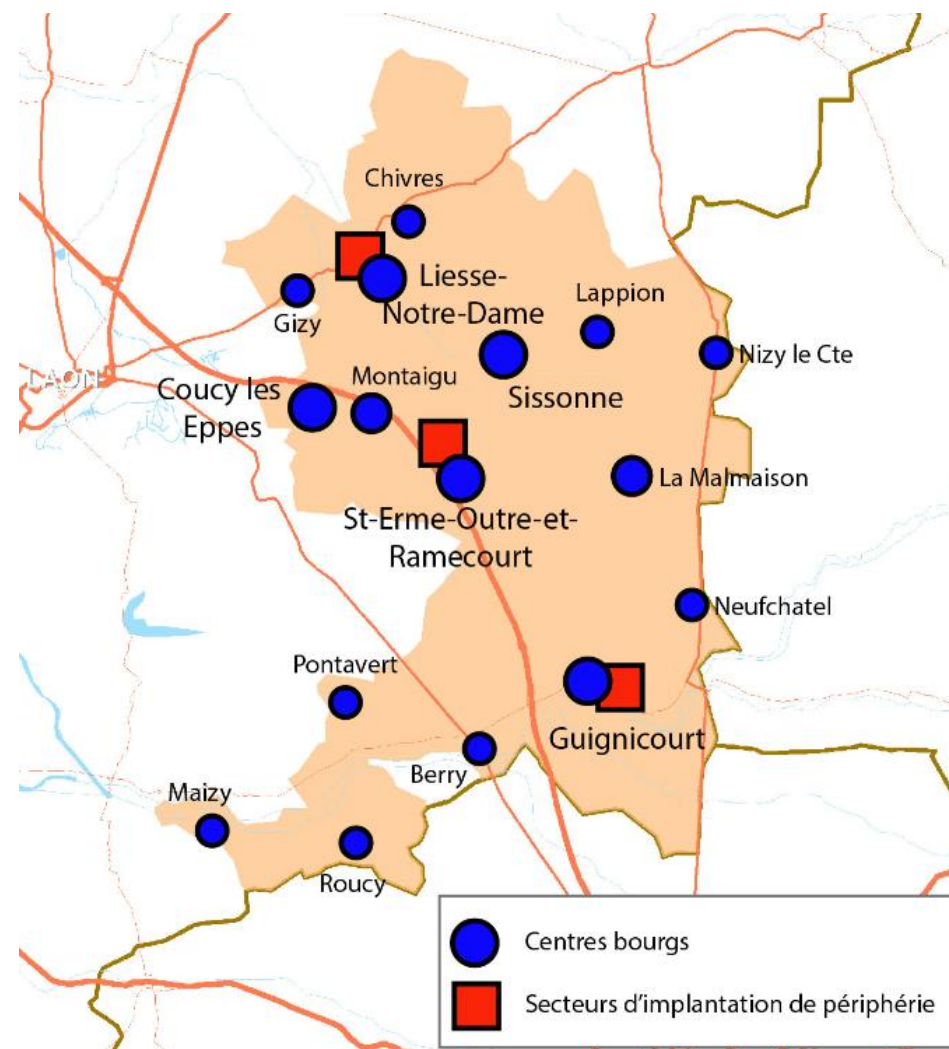 Chivres
Liesse-
Notre-Dame
Lappion
Gizy
Nizy le Cte
LAON
Montaigu
Coucy les
Eppes
Sissonne
La Malmaison
St-Erme-Outre-et-
Ramecourt
Neufchatel
Pontavert
Guignicourt
Berry
Maizy
Roucy
Centres bourgs
Secteurs d'implantation de périphérie